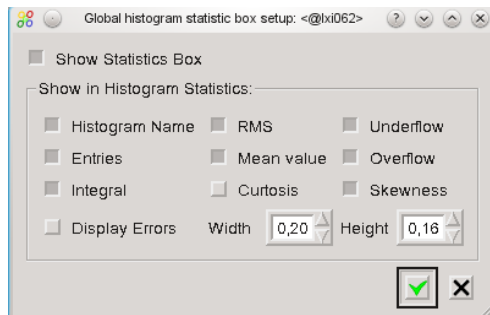 Global histogram statistic box setup: <@lxi062>
Show Statistics Box
Show in Histogram Statistics:
Histogram Name RMS Underflow
Entries Mean value Overflow
Integral Curtosis Skewness
Display Errors Width 0,20 Height 0,16